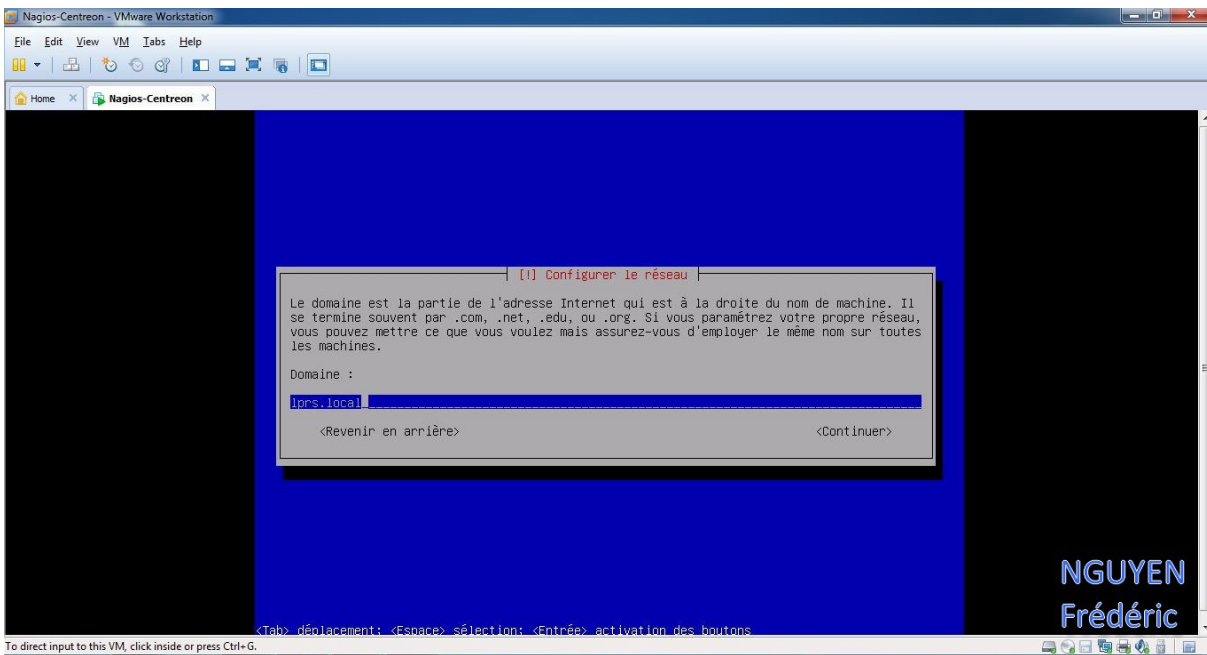 Nagios-Centreon - VMware Workstation
File Edit View VM Tabs Help
Home Nagios-Centreon
[!] Configurer le réseau
Le domaine est la partie de l'adresse Internet qui est à la droite du nom de machine. Il
se termine souvent par .com, .net, .edu, ou .org. Si vous paramétrez votre propre réseau,
vous pouvez mettre ce que vous voulez mais assurez-vous d'employer le même nom sur toutes
les machines.
Domaine :
lprs.local
<Revenir en arrière> <Continuer>
NGUYEN
Frédéric
<Tab> déplacement; <Espace> sélection; <Entrée> activation des boutons
To direct input to this VM, click inside or press Ctrl+G.